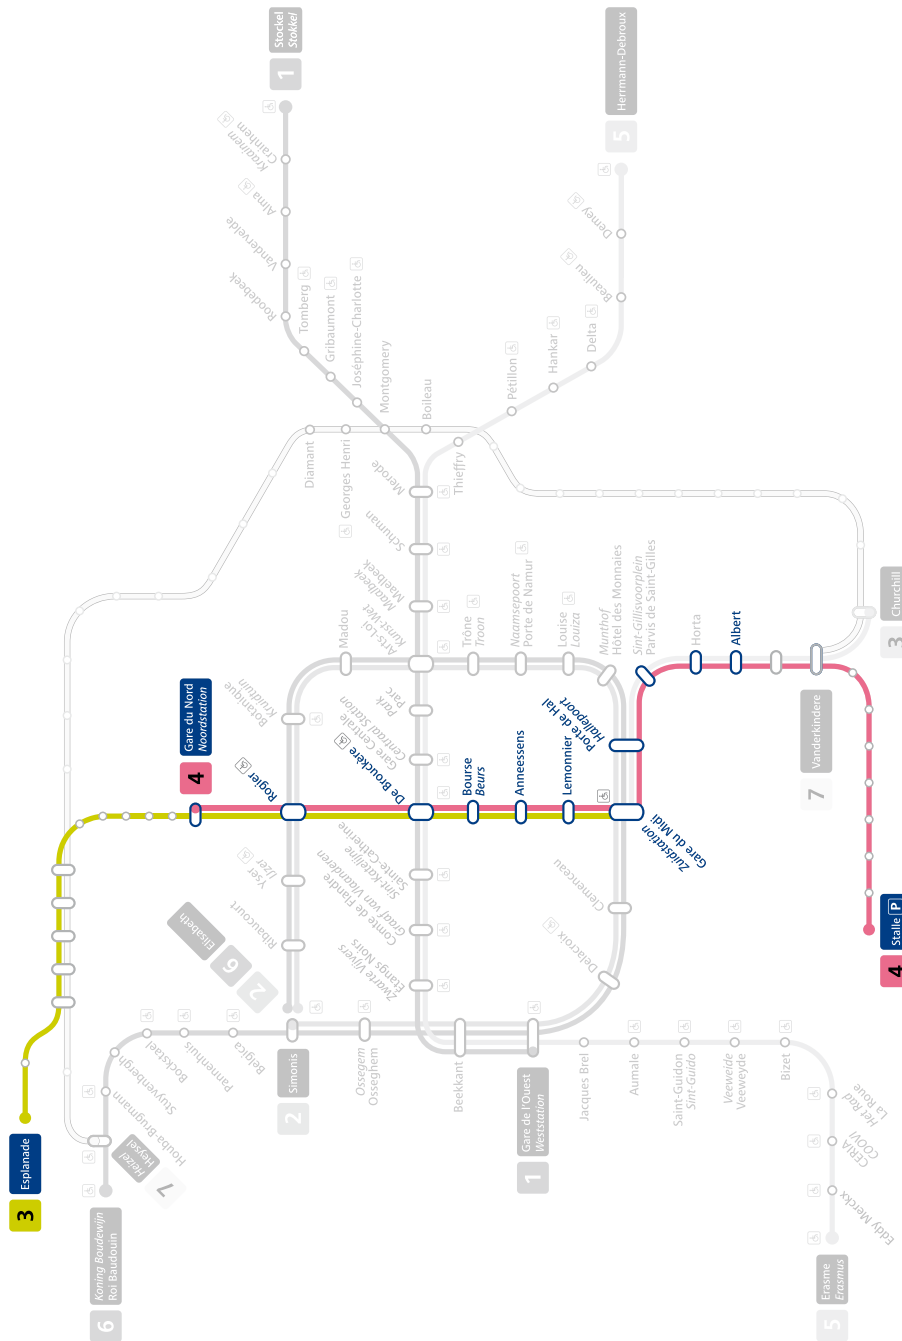 Stockel
Stokkel
1
Kraainem
Crainhem
Alma
Vandervelde
Roodebeek
Tomberg
Gribaumont
Joséphine-Charlotte
Montgomery
Boileau
Herrmann-Debroux
5
Demey
Beaulieu
Delta
Hankar
Pétillon
Thieffry
Diamant
Georges Henri
Merode
Schuman
Maalbeek
Maelbeek
Arts-Loi
Kunst-Wet
Madou
Botanique
Kruidtuin
Park
Parc
Gare Centrale
Centraal Station
Trône
Troon
Naamsepoort
Porte de Namur
Louise
Louiza
Munthof
Hôtel des Monnaies
Sint-Gillisvoorplein
Parvis de Saint-Gilles
Horta
Albert
Churchill
3
Vanderkindere
7
Gare du Nord
Noordstation
4
Rogier
De Brouckère
Bourse
Beurs
Anneessens
Lemonnier
Porte de Hal
Hallepoort
Zuidstation
Gare du Midi
Stalle P
4
Yser
IJzer
Ribaucourt
Elisabeth
6
2
Sint-Katelijne
Sainte-Catherine
Comte de Flandre
Graaf van Vlaanderen
Zwarte Vijvers
Étangs Noirs
Clemenceau
Delacroix
Simonis
2
Ossegem
Osseghem
Beekkant
Gare de l'Ouest
Weststation
1
Belgica
Pannenhuis
Bockstael
Stuyvenbergh
Houba-Brugmann
Heizel
Heysel
7
Koning Boudewijn
Roi Baudouin
6
Esplanade
3
Jacques Brel
Aumale
Saint-Guidon
Sint-Guido
Veeweide
Veeweyde
Bizet
Het Rad
La Roue
CERIA
COOVI
Eddy Merckx
Erasme
Erasmus
5